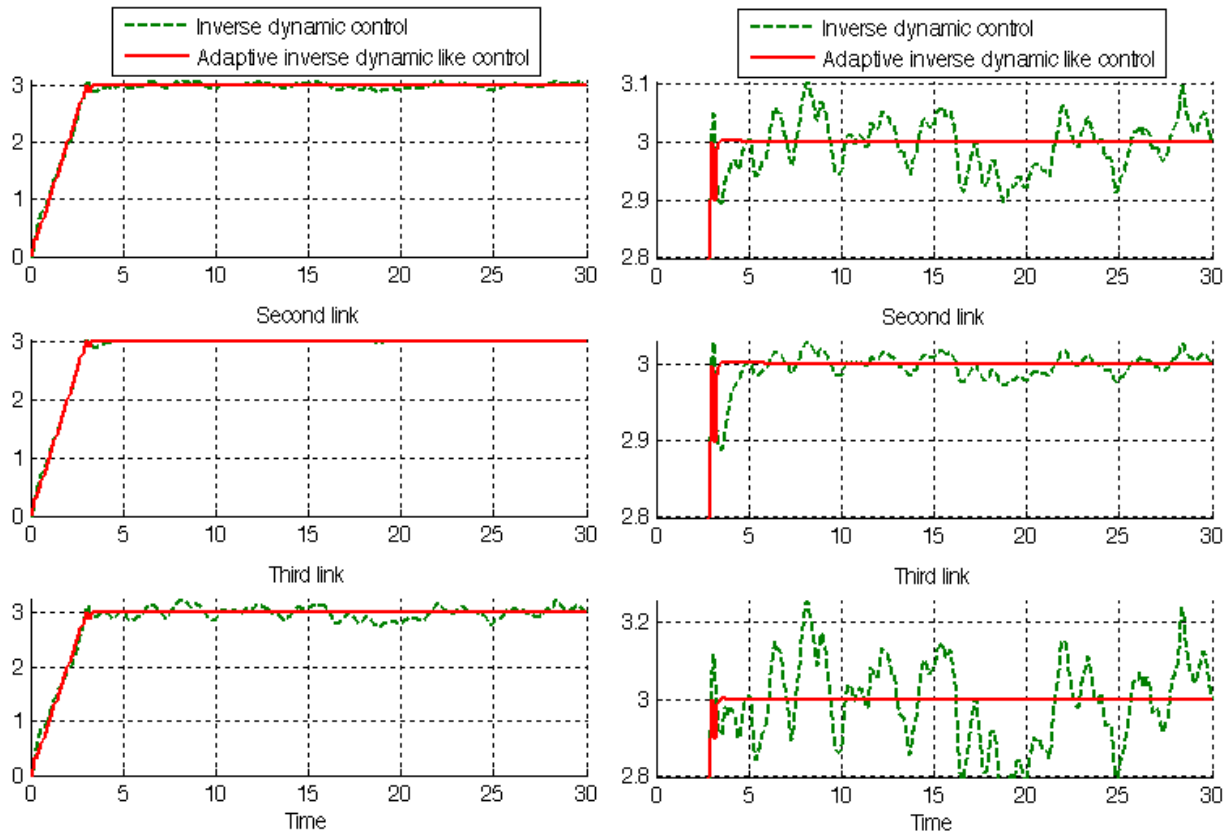 Inverse dynamic control
Adaptive inverse dynamic like control
3
2
1
0
0 5 10 15 20 25 30
Second link
3
2
1
0
0 5 10 15 20 25 30
Third link
3
2
1
0
0 5 10 15 20 25 30
Time
Inverse dynamic control
Adaptive inverse dynamic like control
3.1
3
2.9
2.8
0 5 10 15 20 25 30
Second link
3
2.9
2.8
0 5 10 15 20 25 30
Third link
3.2
3
2.8
0 5 10 15 20 25 30
Time